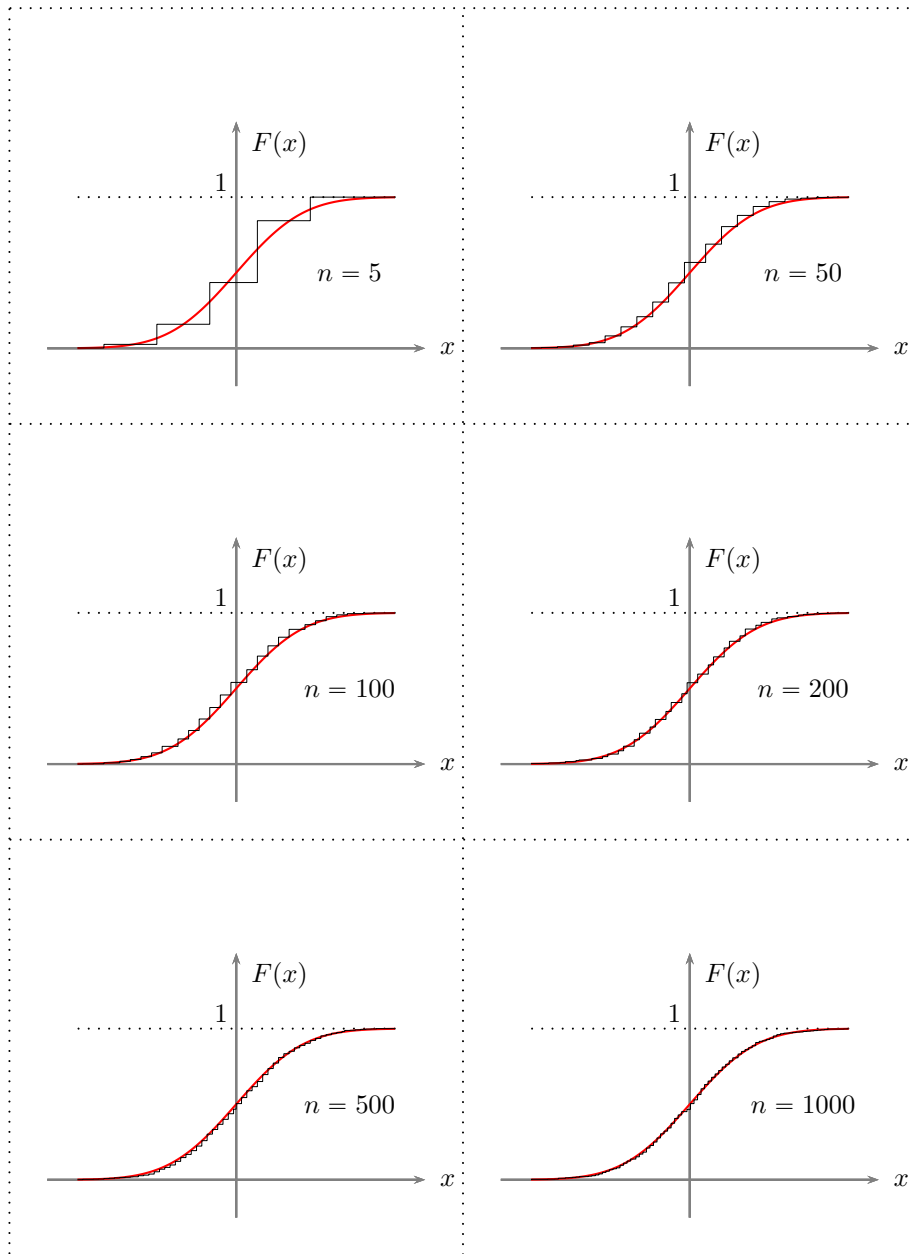 F(x)
1
n = 5
x
F(x)
1
n = 50
x
F(x)
1
n = 100
x
F(x)
1
n = 200
x
F(x)
1
n = 500
x
F(x)
1
n = 1000
x